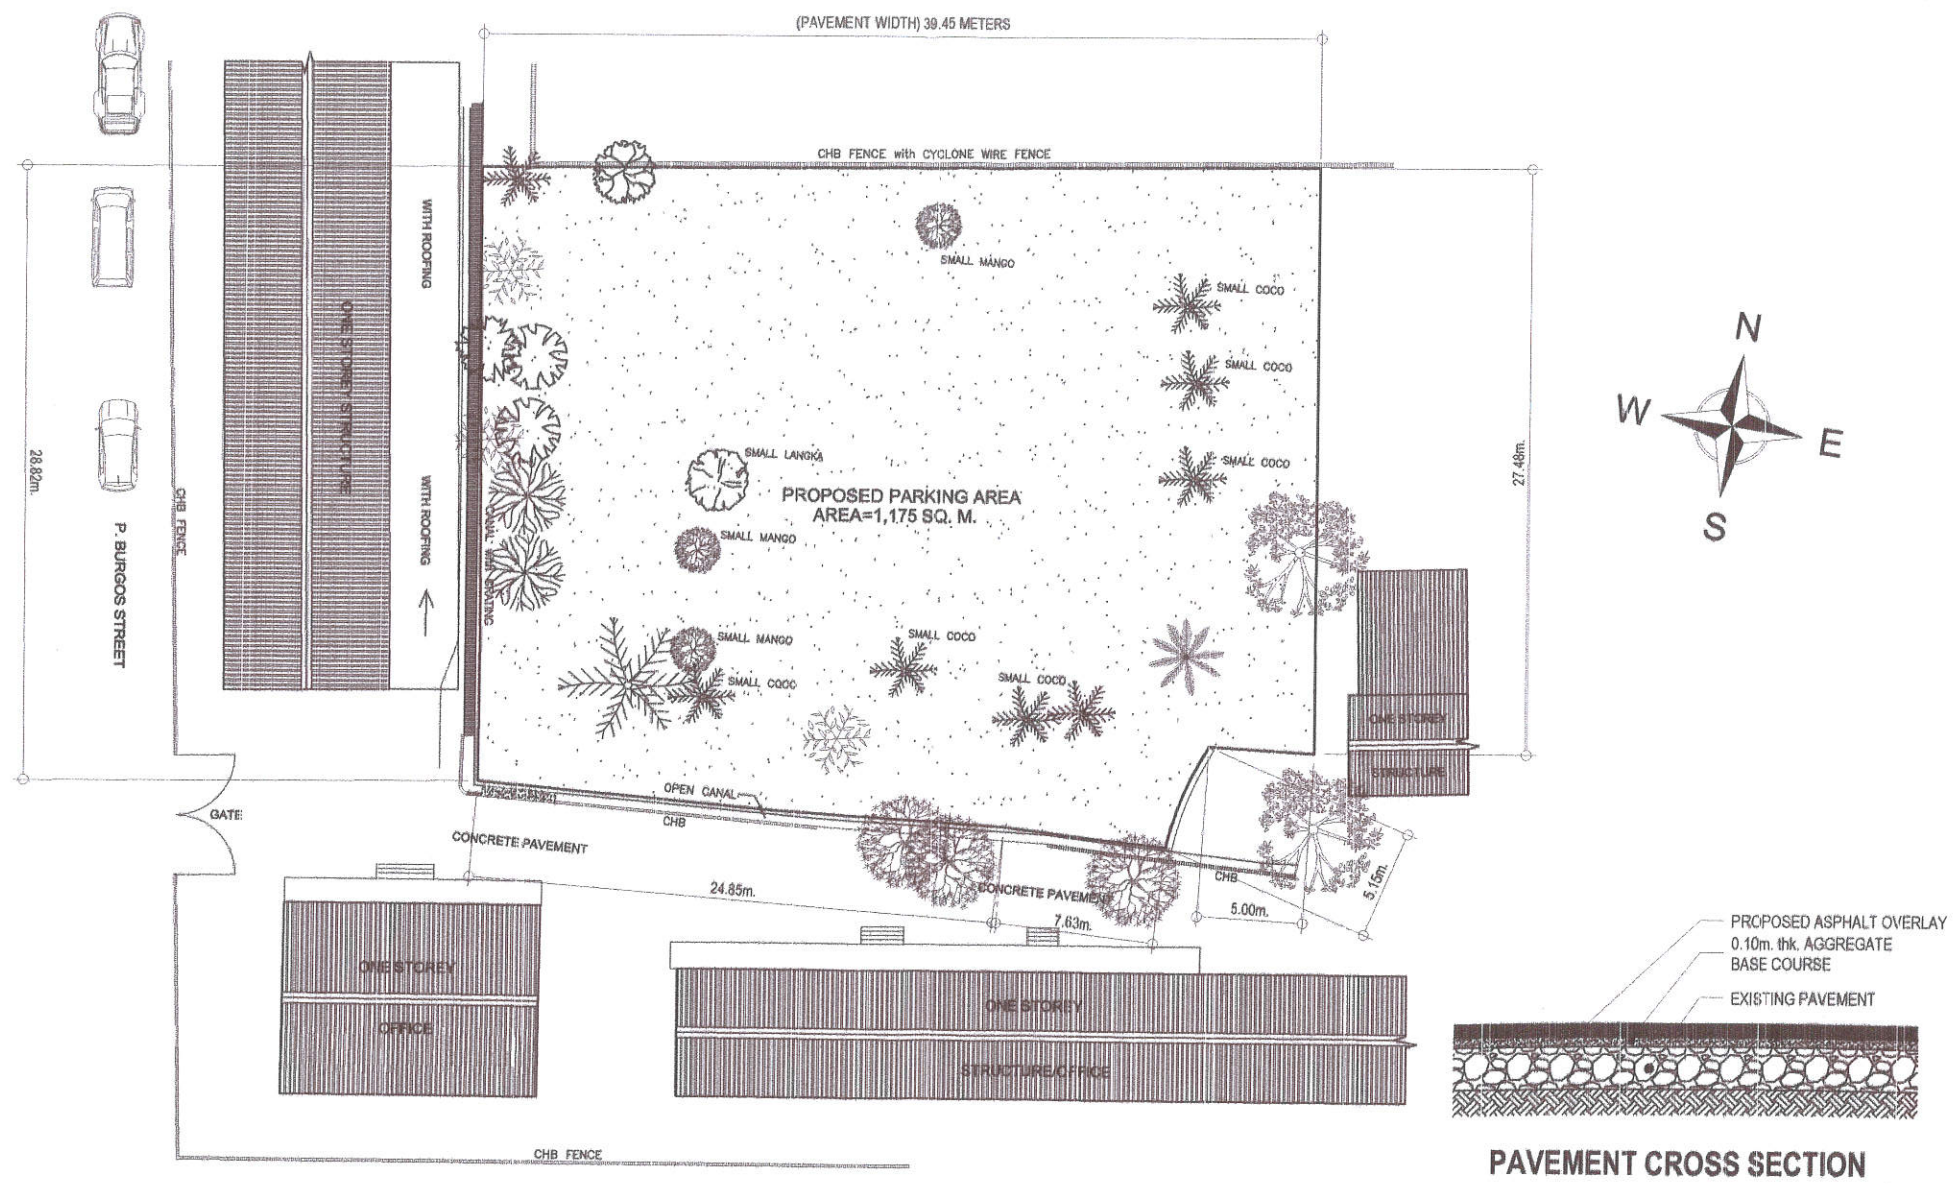 (PAVEMENT WIDTH) 39.45 METERS
CHB FENCE with CYCLONE WIRE FENCE
WITH ROOFING
SMALL MANGO
SMALL COCO
ONE STOREY STRUCTURE
N
SMALL COCO
W
E
28.82m.
SMALL LANGKA
SMALL COCO
27.48m.
CHB FENCE
WITH ROOFING
PROPOSED PARKING AREA
AREA=1,175 SQ. M.
S
P. BURGOS STREET
CANAL WITH GRATING
SMALL MANGO
SMALL MANGO
SMALL COCO
SMALL COCO
SMALL COCO
ONE STOREY
STRUCTURE
GATE
OPEN CANAL
CHB
CONCRETE PAVEMENT
24.85m.
CONCRETE PAVEMENT
CHB
5.15m.
7.63m.
5.00m.
PROPOSED ASPHALT OVERLAY
0.10m. thk. AGGREGATE
BASE COURSE
EXISTING PAVEMENT
ONE STOREY
OFFICE
ONE STOREY
STRUCTURE/OFFICE
CHB FENCE
PAVEMENT CROSS SECTION